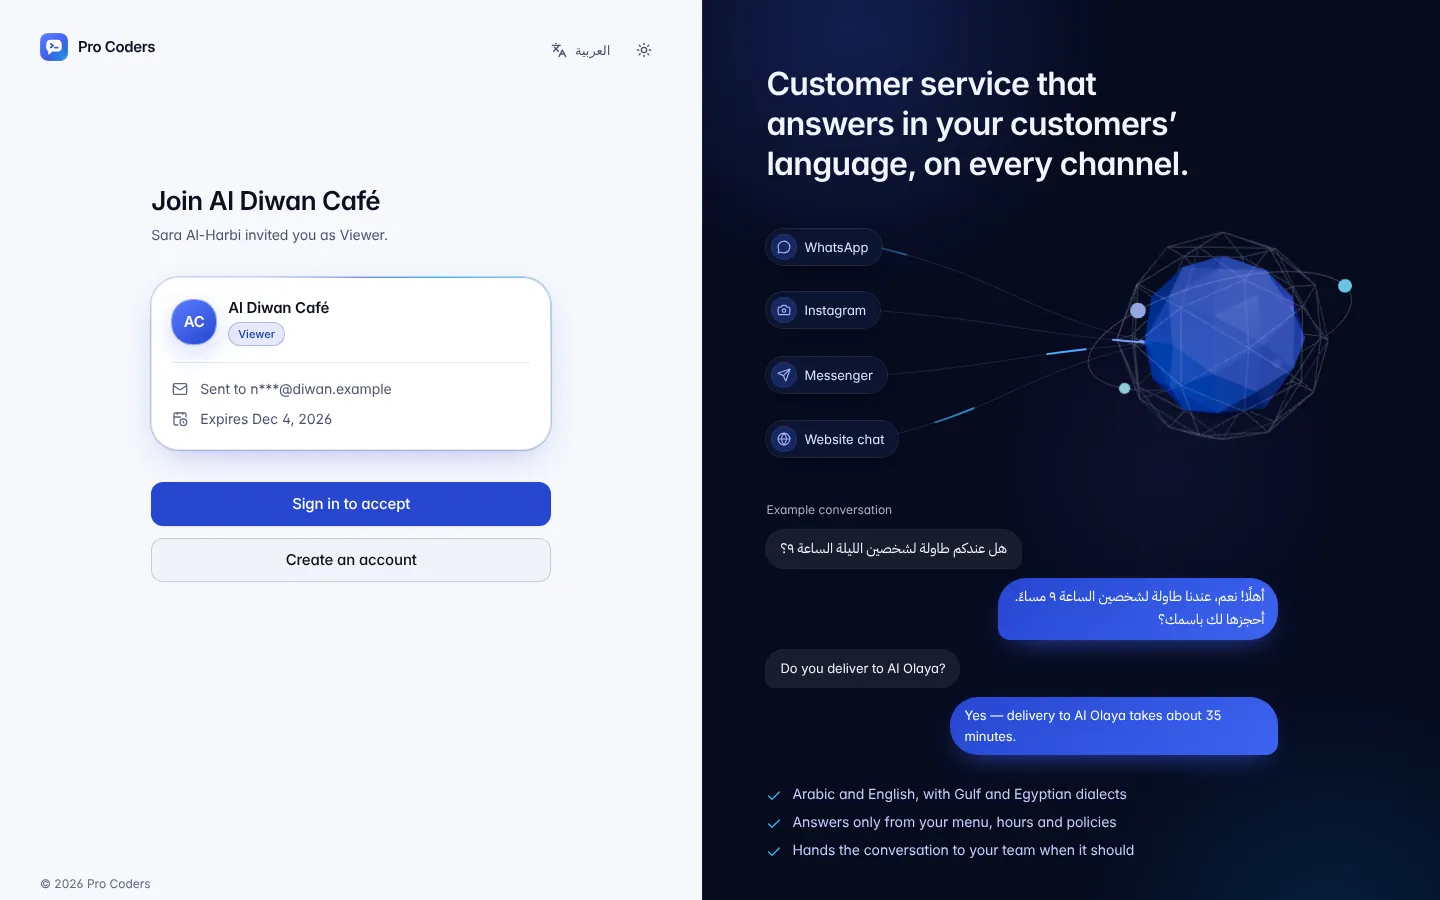 Pro Coders
العربية
Join Al Diwan Café
Sara Al-Harbi invited you as Viewer.
AC
Al Diwan Café
Viewer
Sent to n***@diwan.example
Expires Dec 4, 2026
Sign in to accept
Create an account
© 2026 Pro Coders
Customer service that
answers in your customers’
language, on every channel.
WhatsApp
Instagram
Messenger
Website chat
Example conversation
هل عندكم طاولة لشخصين الليلة الساعة ٩؟
أهلًا! نعم، عندنا طاولة لشخصين الساعة ٩ مساءً.
أحجزها لك باسمك؟
Do you deliver to Al Olaya?
Yes — delivery to Al Olaya takes about 35
minutes.
Arabic and English, with Gulf and Egyptian dialects
Answers only from your menu, hours and policies
Hands the conversation to your team when it should